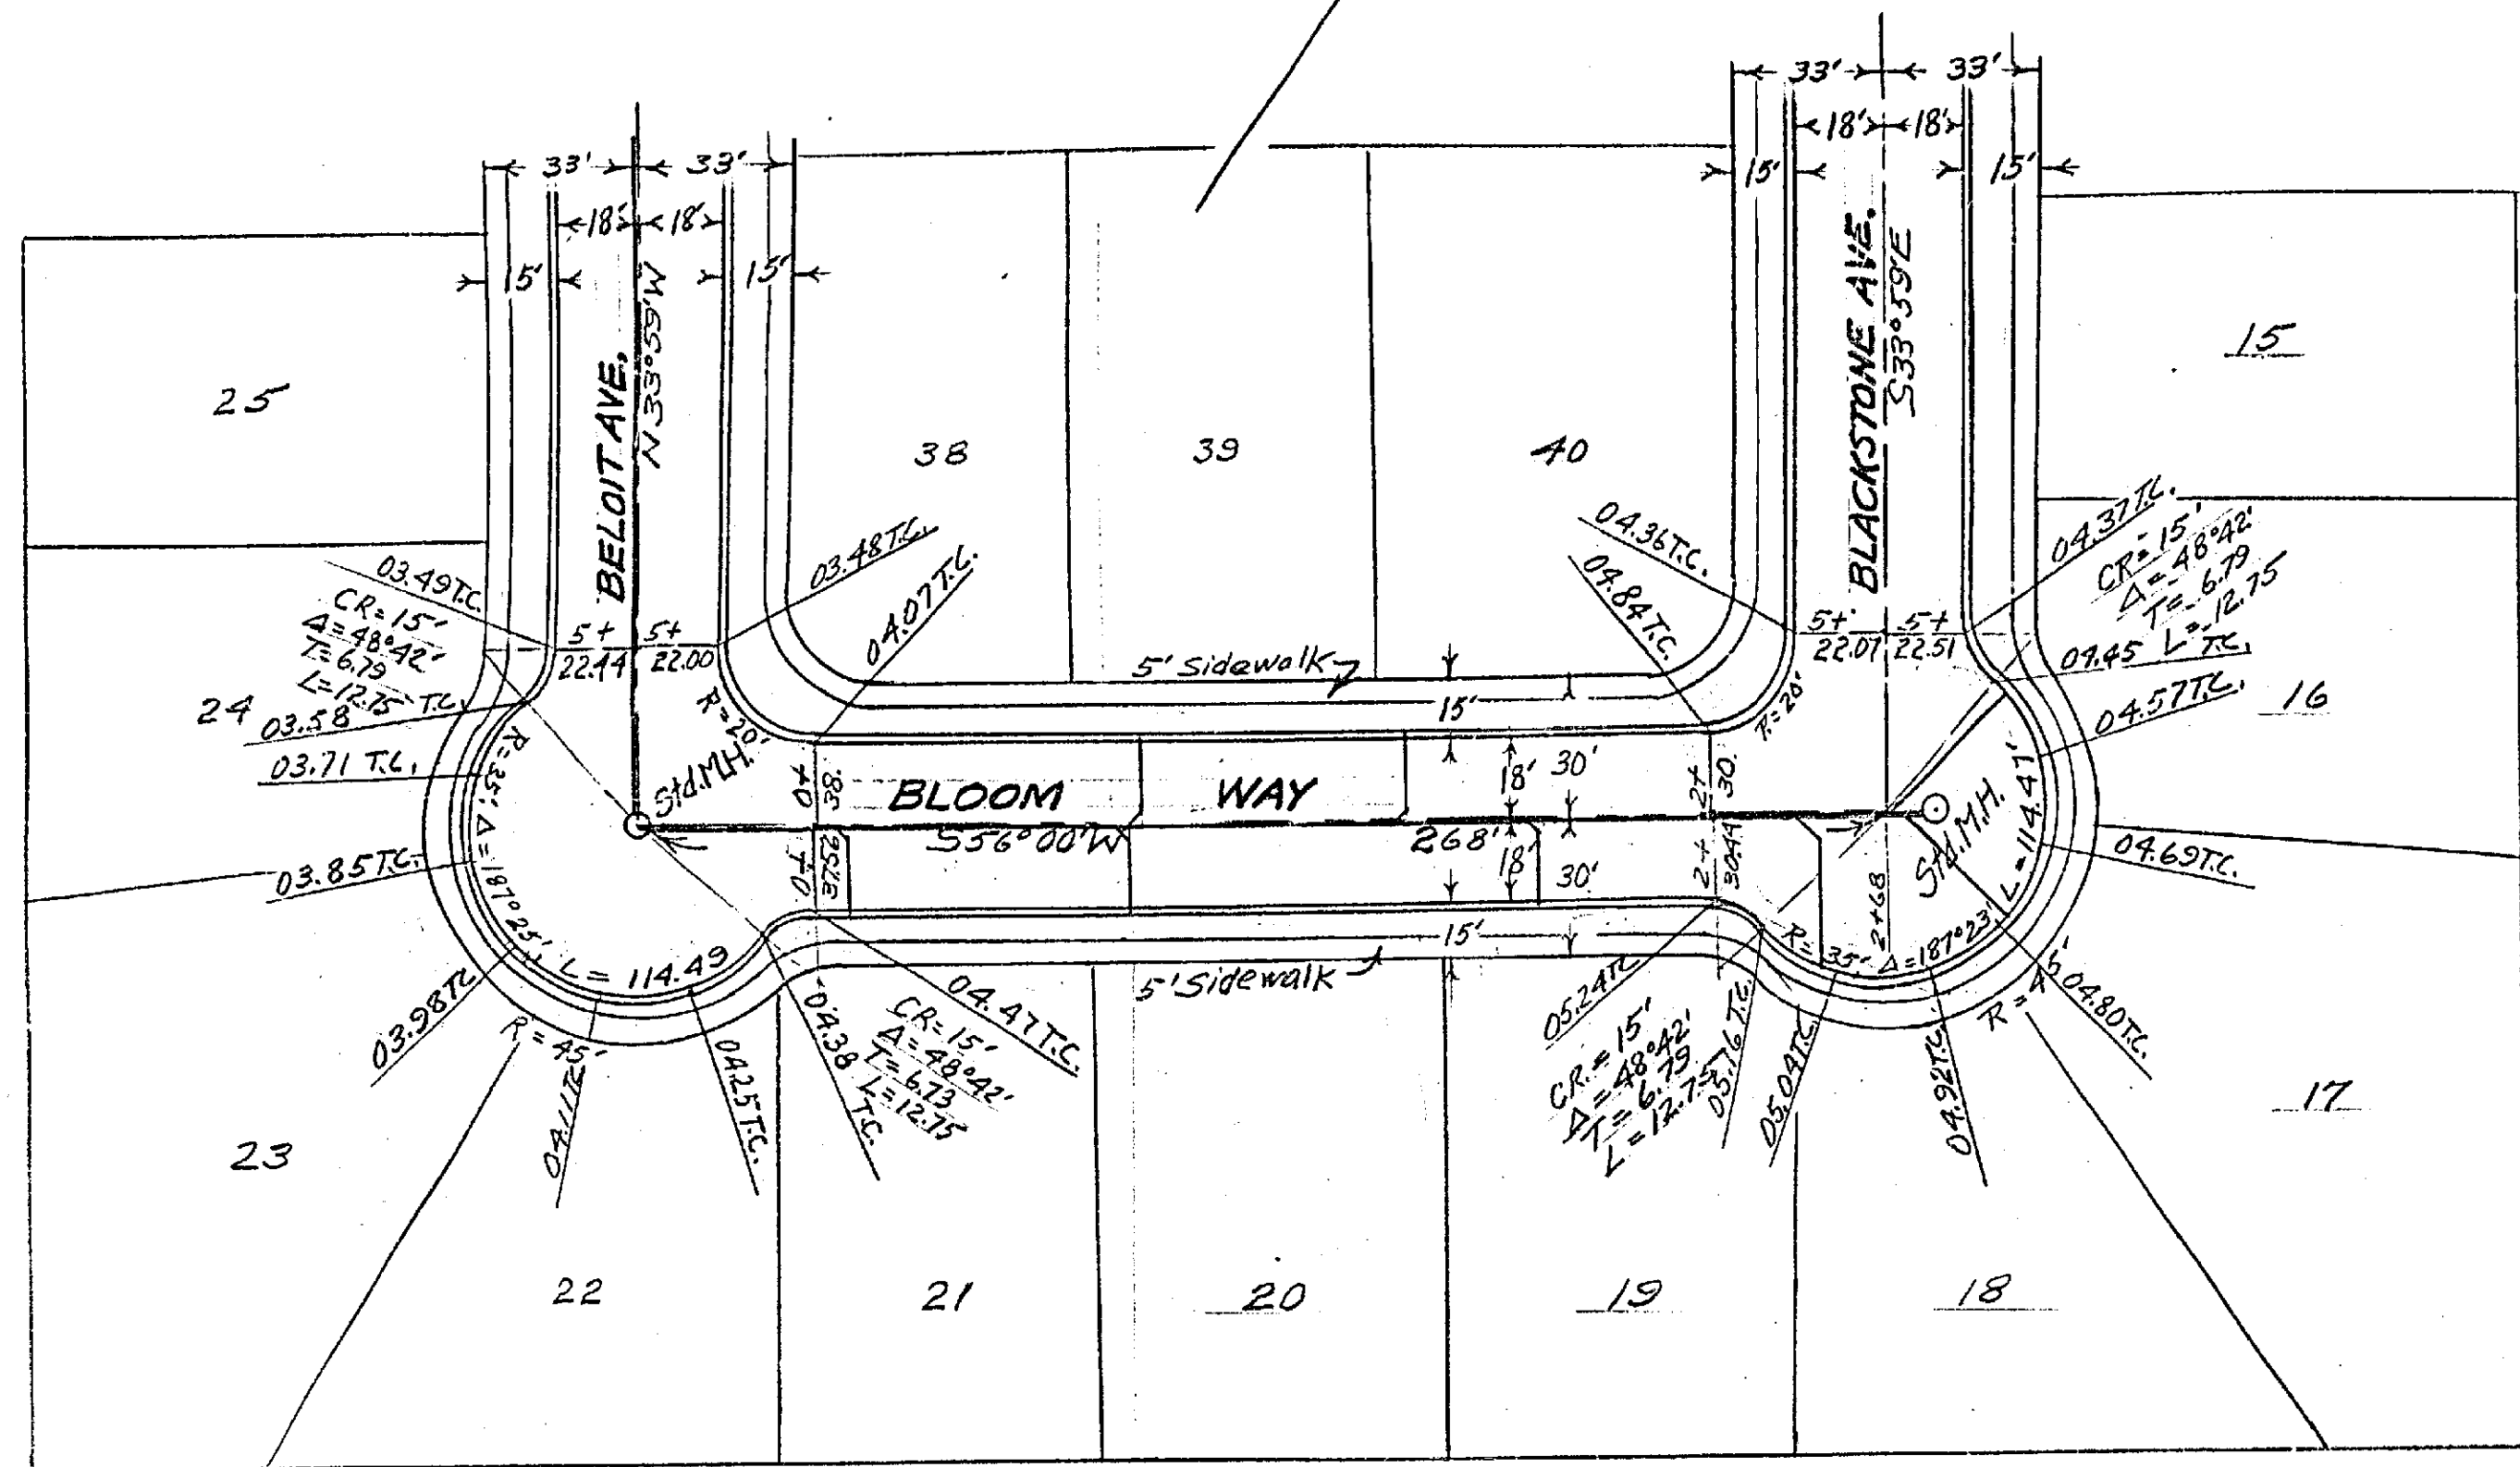 33' 33'
18' 18'
15' 15'
BLACKSTONE AVE.
S33°59'E
33' 33'
18' 18'
15' 15'
BELOIT AVE.
N33°59'W
25
38
39
40
15
03.49 T.C.
CR=15'
Δ=48°42'
T=6.79
L=12.75
T.C.
03.58
24
03.71 T.C.
03.85 T.C.
03.98 T.C.
5+ 5+
22.44 22.00
03.48 T.C.
04.07 T.C.
R=20'
Std. M.H.
R=35', Δ=187°25', L= 114.49
R=45'
04.11 T.C.
04.25 T.C.
04.38 T.C.
CR=15'
Δ=48°42'
T=6.73
L=12.75
04.47 T.C.
5' Sidewalk
15'
BLOOM WAY
S56°00'W
268'
0+ 38.
0+ 37.56
18' 30'
18' 30'
2+ 30.
2+ 30.44
15'
5' Sidewalk
04.36 T.C.
04.84 T.C.
R=20'
5+ 5+
22.07 22.51
04.37 T.C.
CR=15'
Δ=48°42'
T=6.79
L=12.75
04.45 T.C.
04.57 T.C.
16
04.69 T.C.
Std. M.H.
2+68
R=35' Δ=187°23', L=114.47'
04.80 T.C.
04.92 T.C.
05.04 T.C.
05.16 T.C.
05.24 T.C.
CR=15'
Δ=48°42'
T=6.79
L=12.75
23
22
21
20
19
18
17